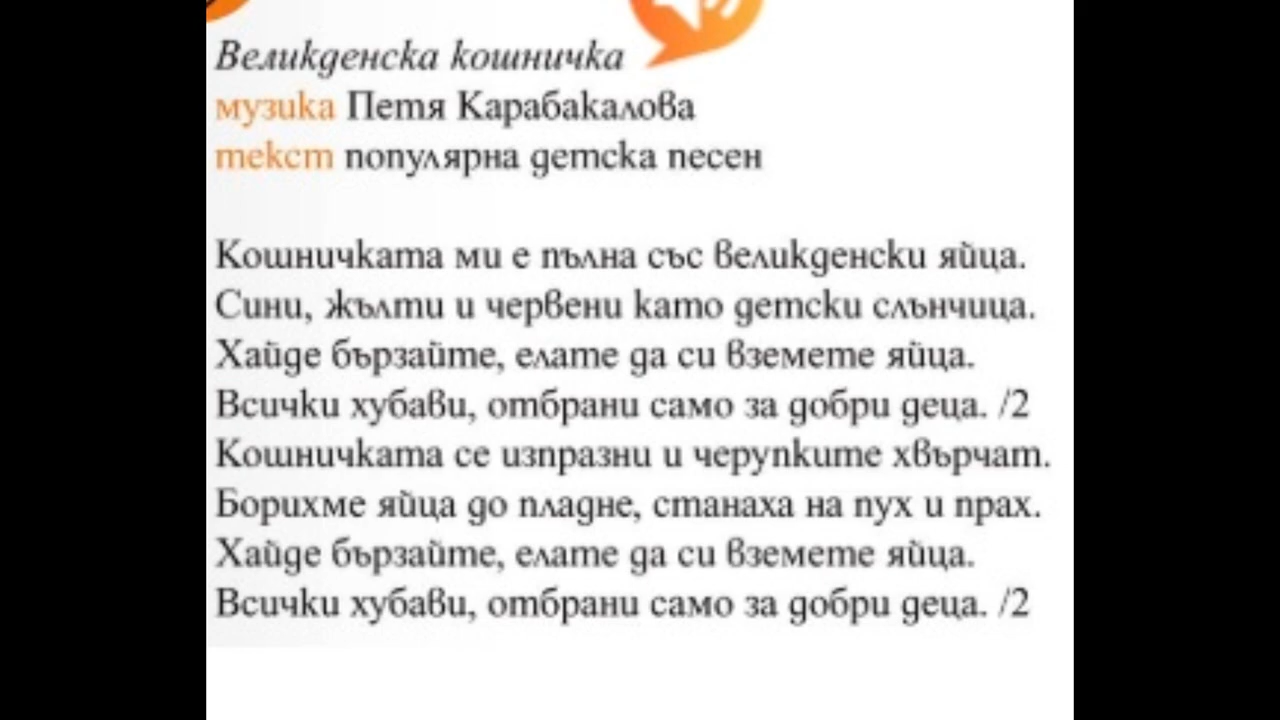 Великденска кошничка
музика Петя Карабакалова
текст популярна детска песен
Кошничката ми е пълна със великденски яйца.
Сини, жълти и червени като детски слънчица.
Хайде бързайте, елате да си вземете яйца.
Всички хубави, отбрани само за добри деца. /2
Кошничката се изпразни и черупките хвърчат.
Борихме яйца до пладне, станаха на пух и прах.
Хайде бързайте, елате да си вземете яйца.
Всички хубави, отбрани само за добри деца. /2